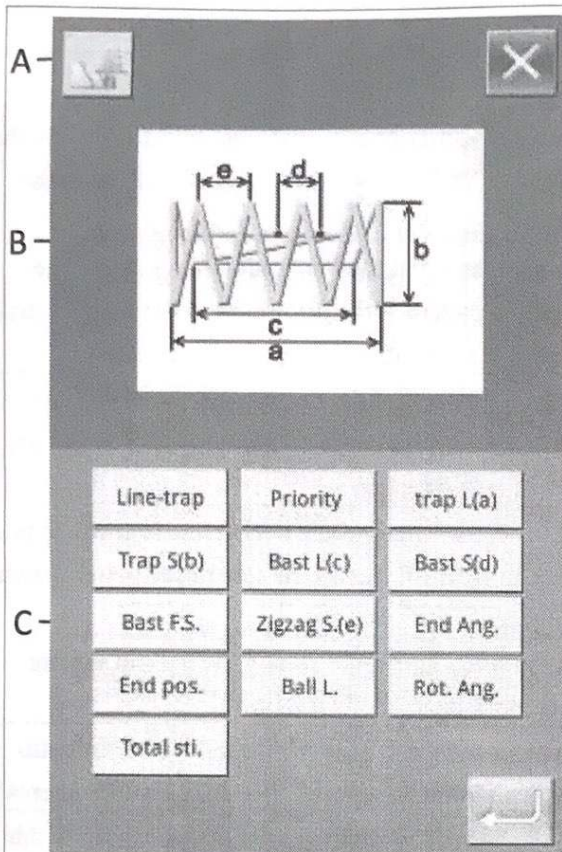 A
B
e d
b
c
a
C
Line-trap Priority trap L(a)
Trap S(b) Bast L(c) Bast S(d)
Bast F.S. Zigzag S.(e) End Ang.
End pos. Ball L. Rot. Ang.
Total sti.